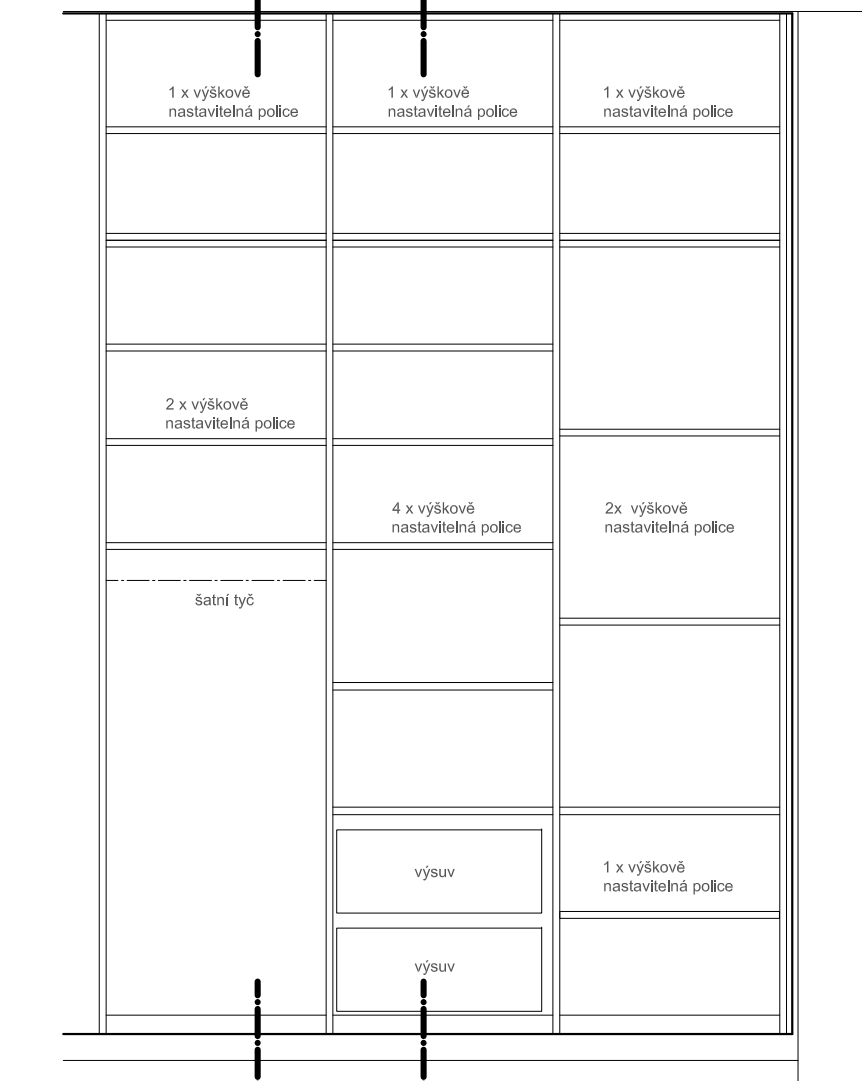 1 x výškově
nastavitelná police
1 x výškově
nastavitelná police
1 x výškově
nastavitelná police
2 x výškově
nastavitelná police
4 x výškově
nastavitelná police
2x  výškově
nastavitelná police
šatní tyč
výsuv
1 x výškově
nastavitelná police
výsuv